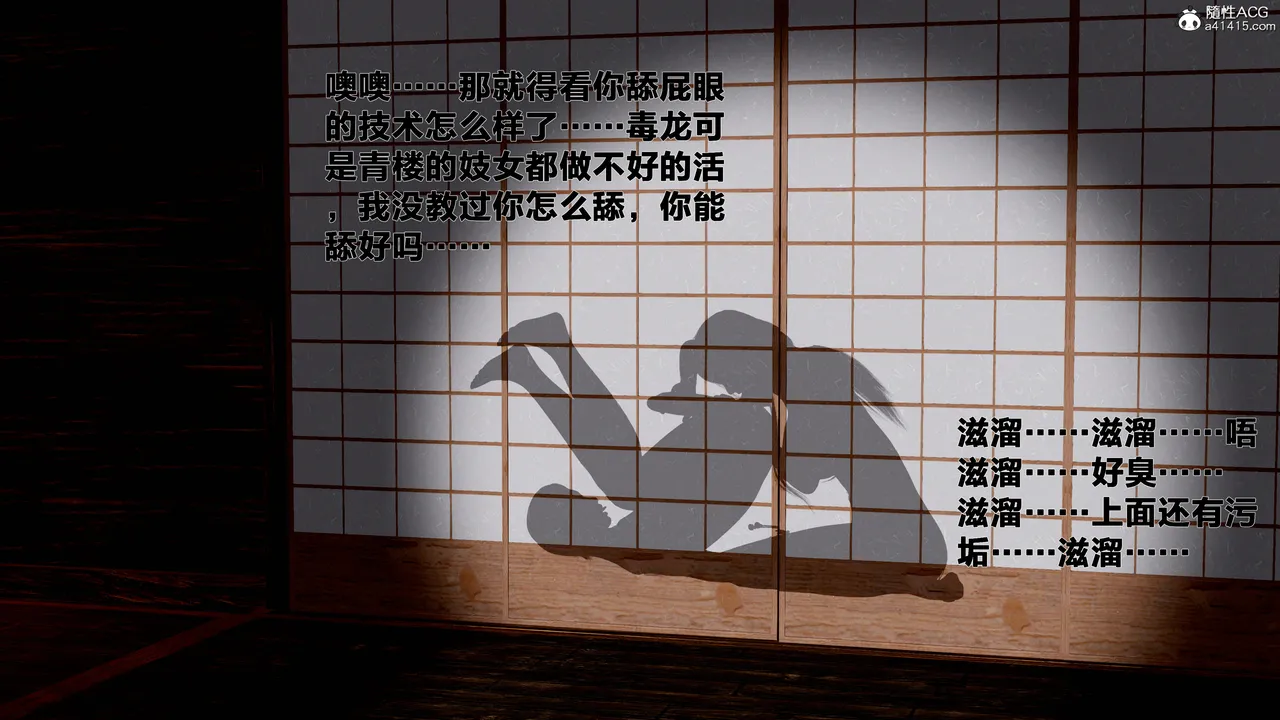 隨性ACG
a41415.com
噢噢……那就得看你舔屁眼
的技术怎么样了……毒龙可
是青楼的妓女都做不好的活
，我没教过你怎么舔，你能
舔好吗……
滋溜……滋溜……唔
滋溜……好臭……
滋溜……上面还有污
垢……滋溜……